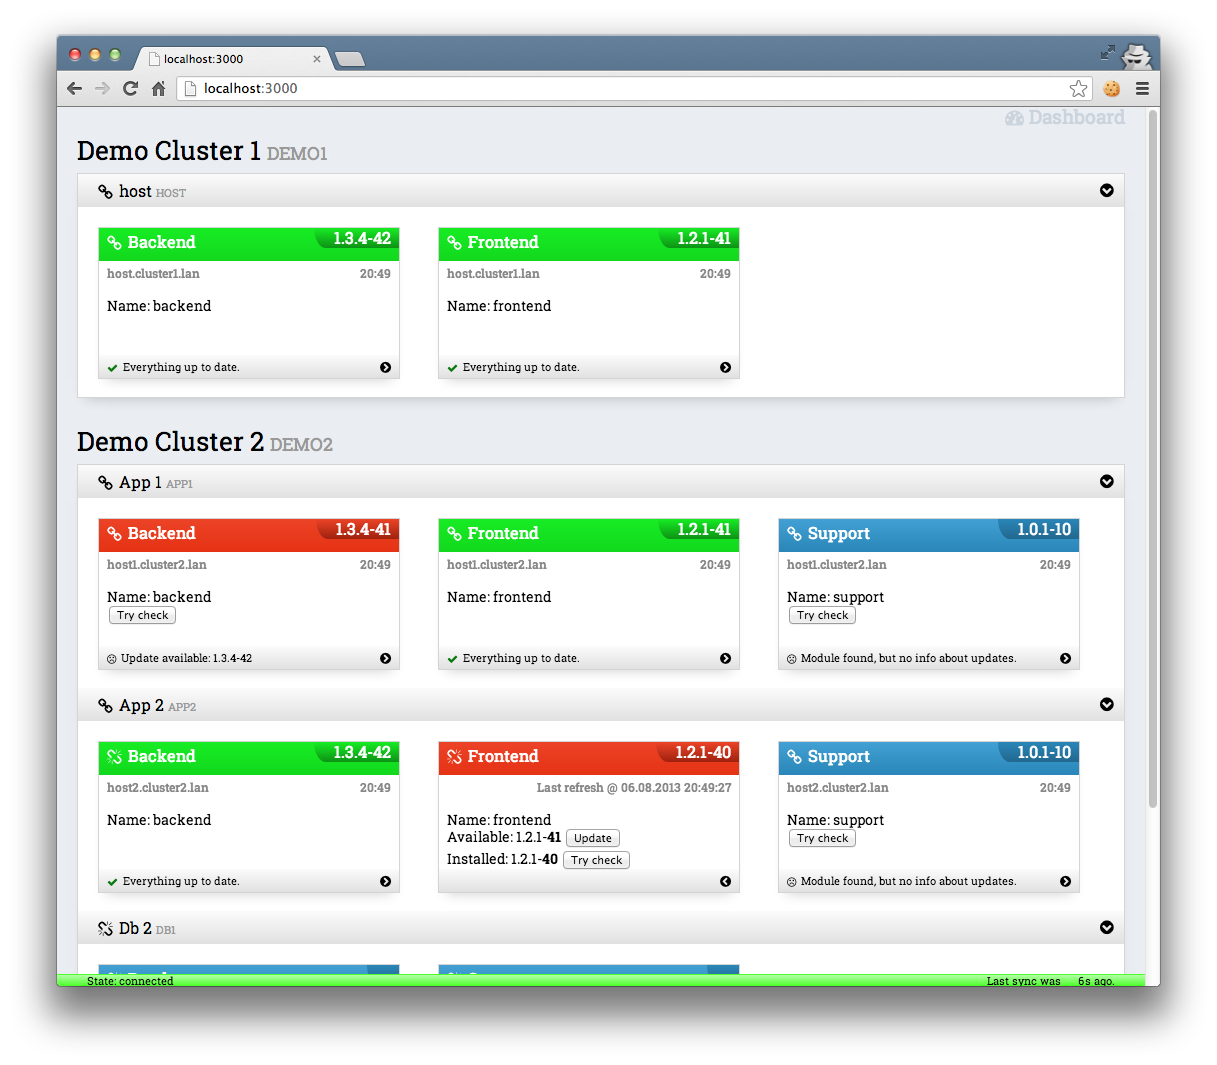 localhost:3000
localhost:3000
Dashboard
Demo Cluster 1 DEMO1
host HOST
Backend 1.3.4-42
host.cluster1.lan 20:49
Name: backend
Everything up to date.
Frontend 1.2.1-41
host.cluster1.lan 20:49
Name: frontend
Everything up to date.
Demo Cluster 2 DEMO2
App 1 APP1
Backend 1.3.4-41
host1.cluster2.lan 20:49
Name: backend
Try check
Update available: 1.3.4-42
Frontend 1.2.1-41
host1.cluster2.lan 20:49
Name: frontend
Everything up to date.
Support 1.0.1-10
host1.cluster2.lan 20:49
Name: support
Try check
Module found, but no info about updates.
App 2 APP2
Backend 1.3.4-42
host2.cluster2.lan 20:49
Name: backend
Everything up to date.
Frontend 1.2.1-40
Last refresh @ 06.08.2013 20:49:27
Name: frontend
Available: 1.2.1-41 Update
Installed: 1.2.1-40 Try check
Support 1.0.1-10
host2.cluster2.lan 20:49
Name: support
Try check
Module found, but no info about updates.
Db 2 DB1
State: connected
Last sync was 6s ago.